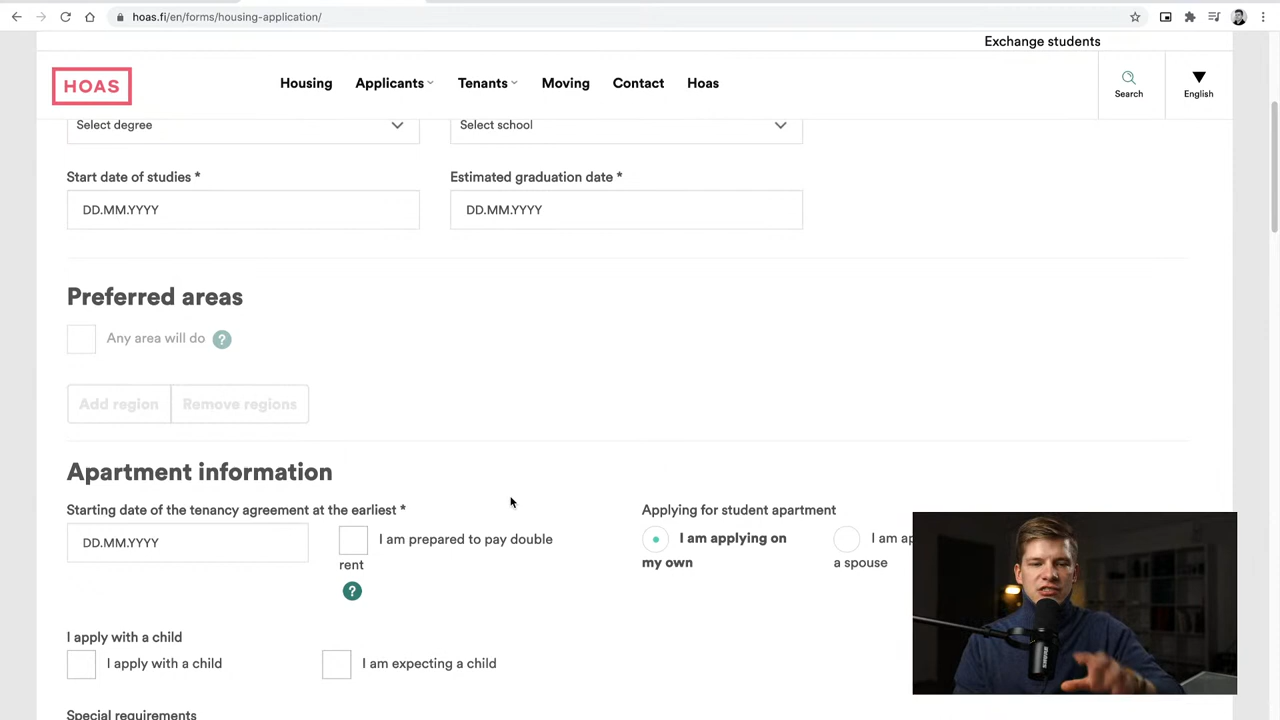 hoas.fi/en/forms/housing-application/
Exchange students
HOAS
Housing
Applicants
Tenants
Moving
Contact
Hoas
Search
English
Select degree
Select school
Start date of studies *
Estimated graduation date *
DD.MM.YYYY
DD.MM.YYYY
Preferred areas
Any area will do ?
Add region
Remove regions
Apartment information
Starting date of the tenancy agreement at the earliest *
Applying for student apartment
DD.MM.YYYY
I am prepared to pay double
rent
?
I am applying on
my own
I am ap
a spouse
I apply with a child
I apply with a child
I am expecting a child
Special requirements